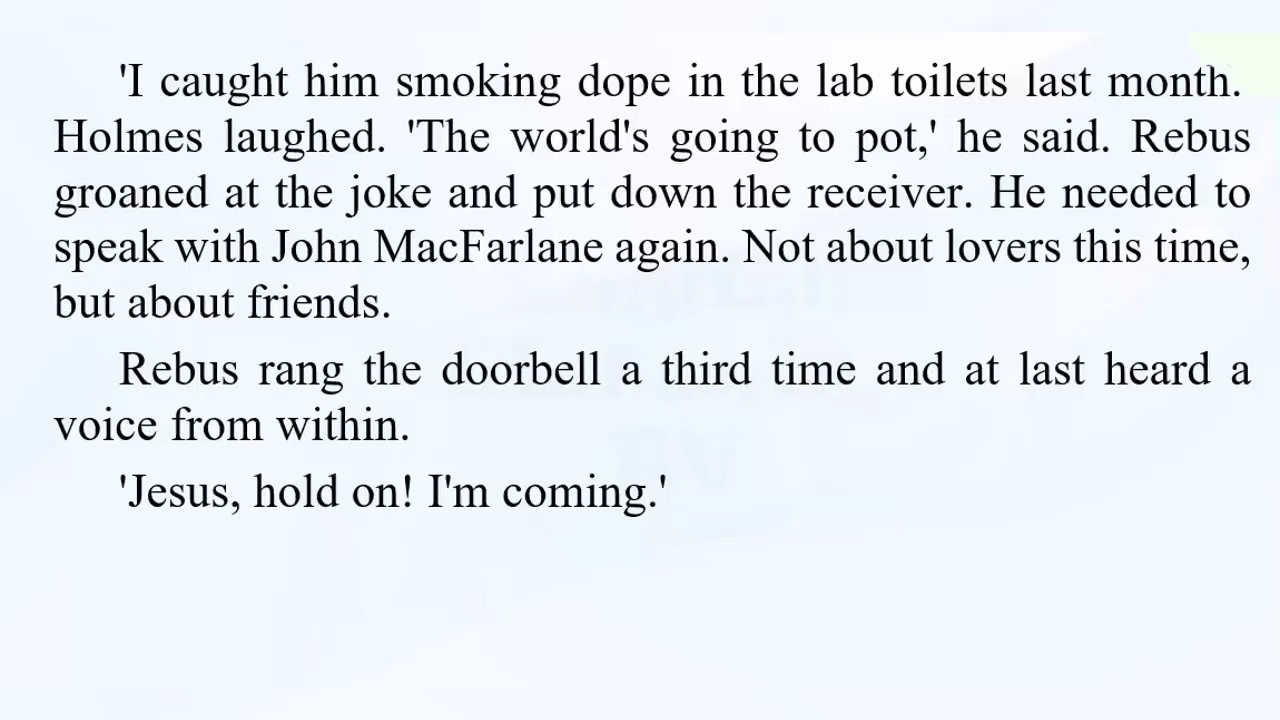 'I caught him smoking dope in the lab toilets last month.
Holmes laughed. 'The world's going to pot,' he said. Rebus
groaned at the joke and put down the receiver. He needed to
speak with John MacFarlane again. Not about lovers this time,
but about friends.
Rebus rang the doorbell a third time and at last heard a
voice from within.
'Jesus, hold on! I'm coming.'